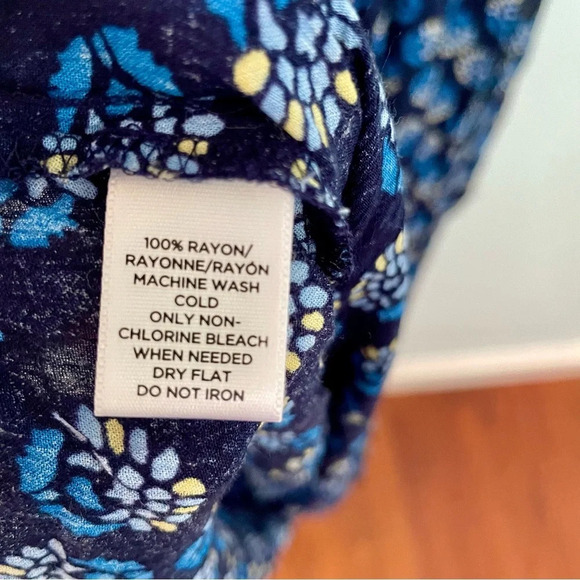 100% RAYON/
RAYONNE/RAYÓN
MACHINE WASH
COLD
ONLY NON-
CHLORINE BLEACH
WHEN NEEDED
DRY FLAT
DO NOT IRON